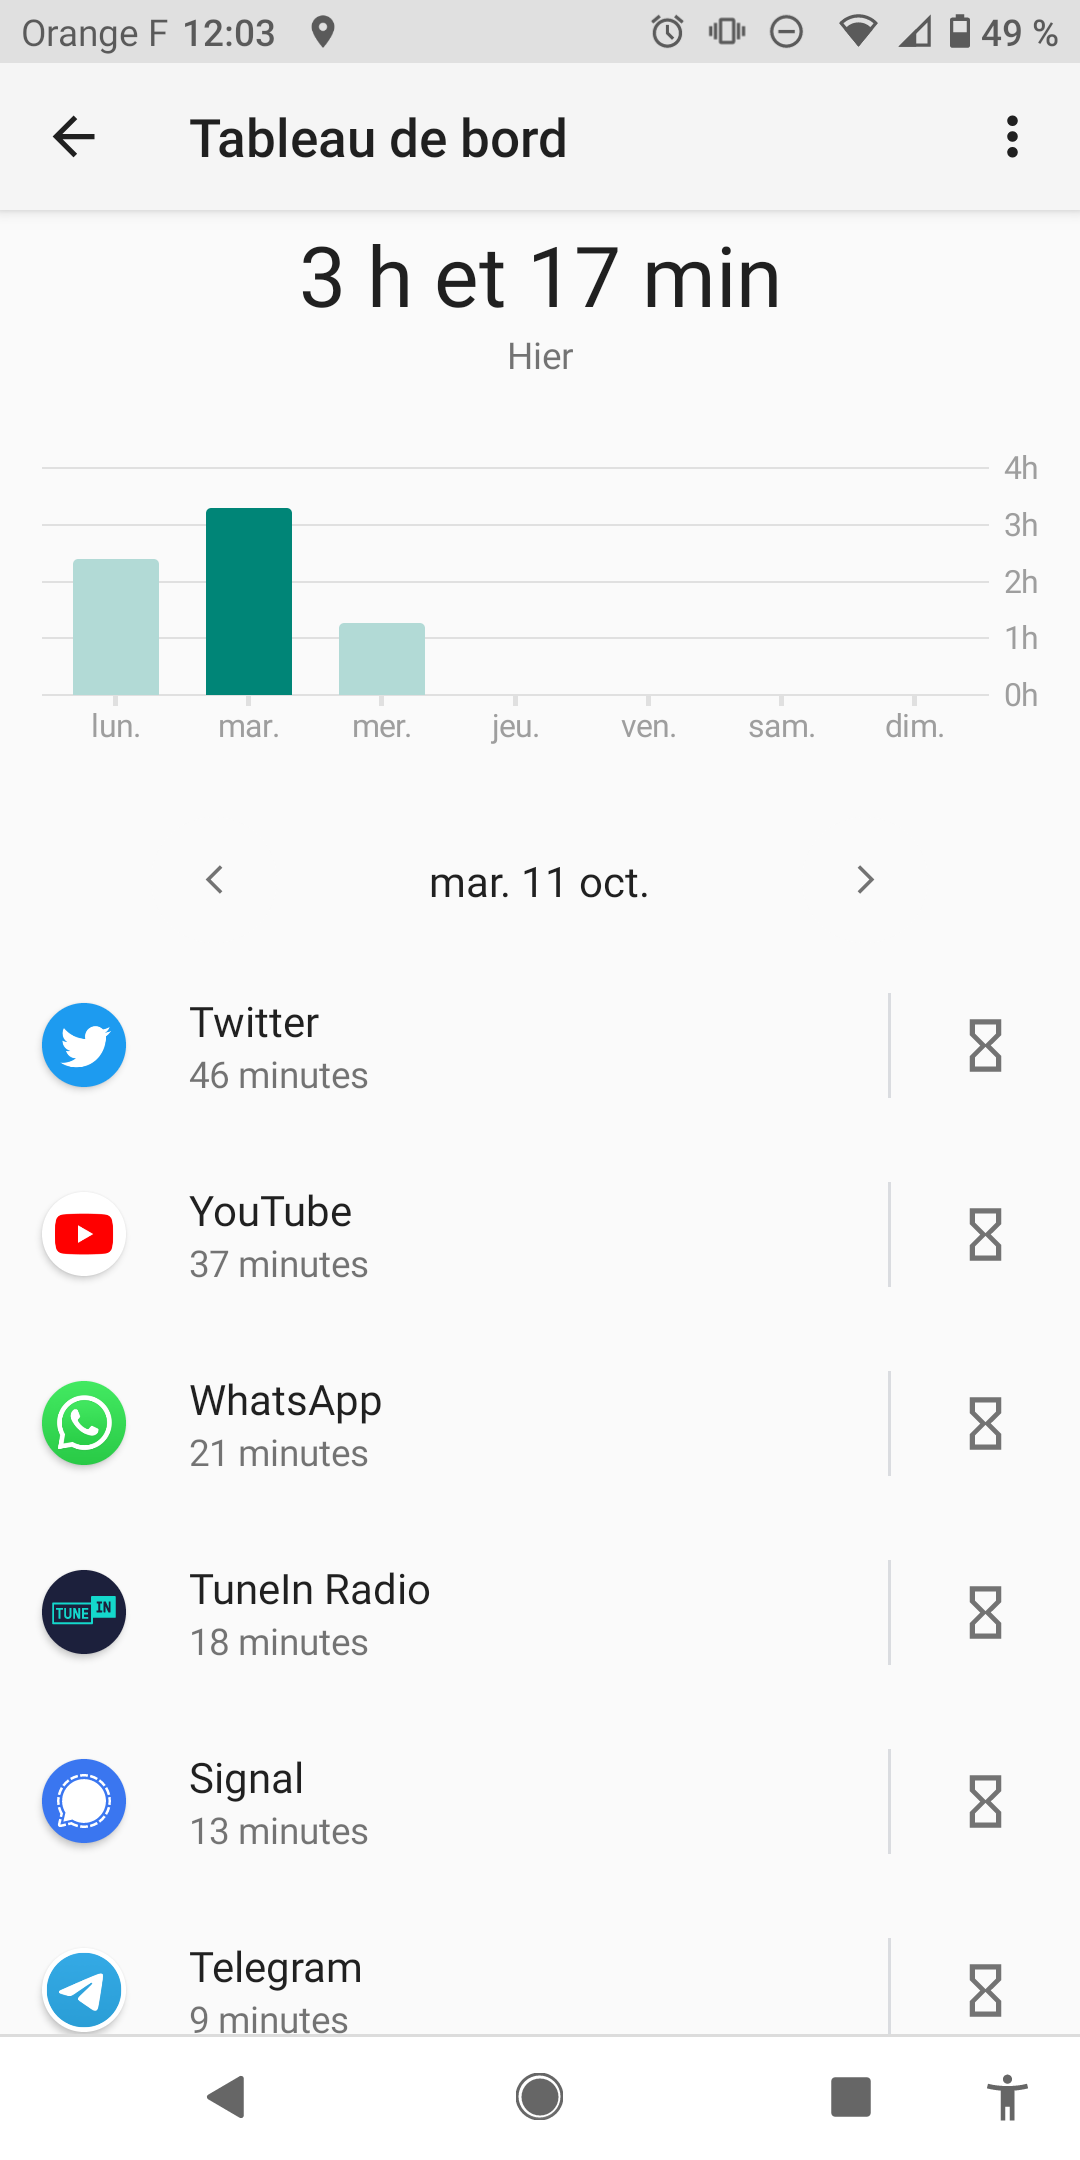 Orange F 12:03 49 %
Tableau de bord
3 h et 17 min
Hier
4h
3h
2h
1h
0h
lun. mar. mer. jeu. ven. sam. dim.
mar. 11 oct.
Twitter
46 minutes
YouTube
37 minutes
WhatsApp
21 minutes
TUNE IN
TuneIn Radio
18 minutes
Signal
13 minutes
Telegram
9 minutes